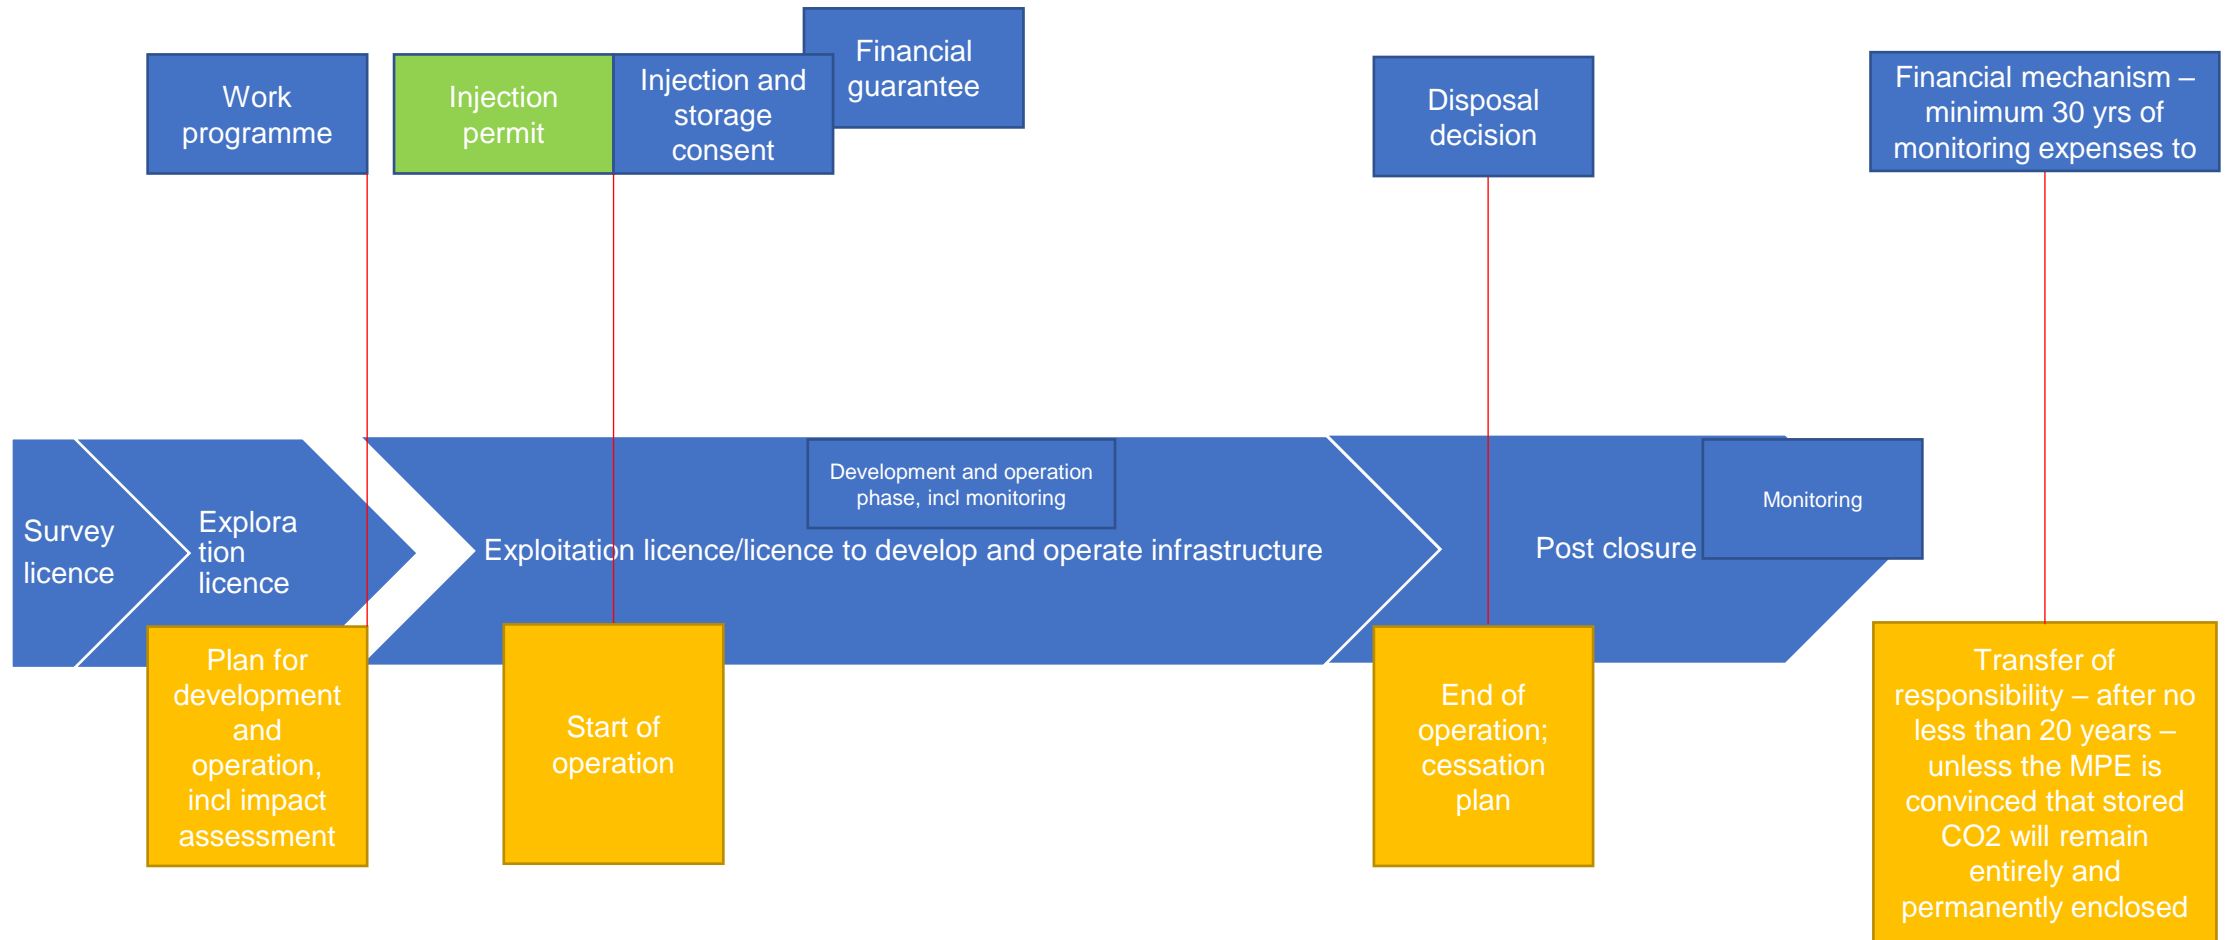 Work
programme
Injection
permit
Injection and
storage
consent
Financial
guarantee
Disposal
decision
Financial mechanism –
minimum 30 yrs of
monitoring expenses to
Survey
licence
Explora
tion
licence
Development and operation
phase, incl monitoring
Exploitation licence/licence to develop and operate infrastructure
Post closure
Monitoring
Plan for
development
and
operation,
incl impact
assessment
Start of
operation
End of
operation;
cessation
plan
Transfer of
responsibility – after no
less than 20 years –
unless the MPE is
convinced that stored
CO2 will remain
entirely and
permanently enclosed